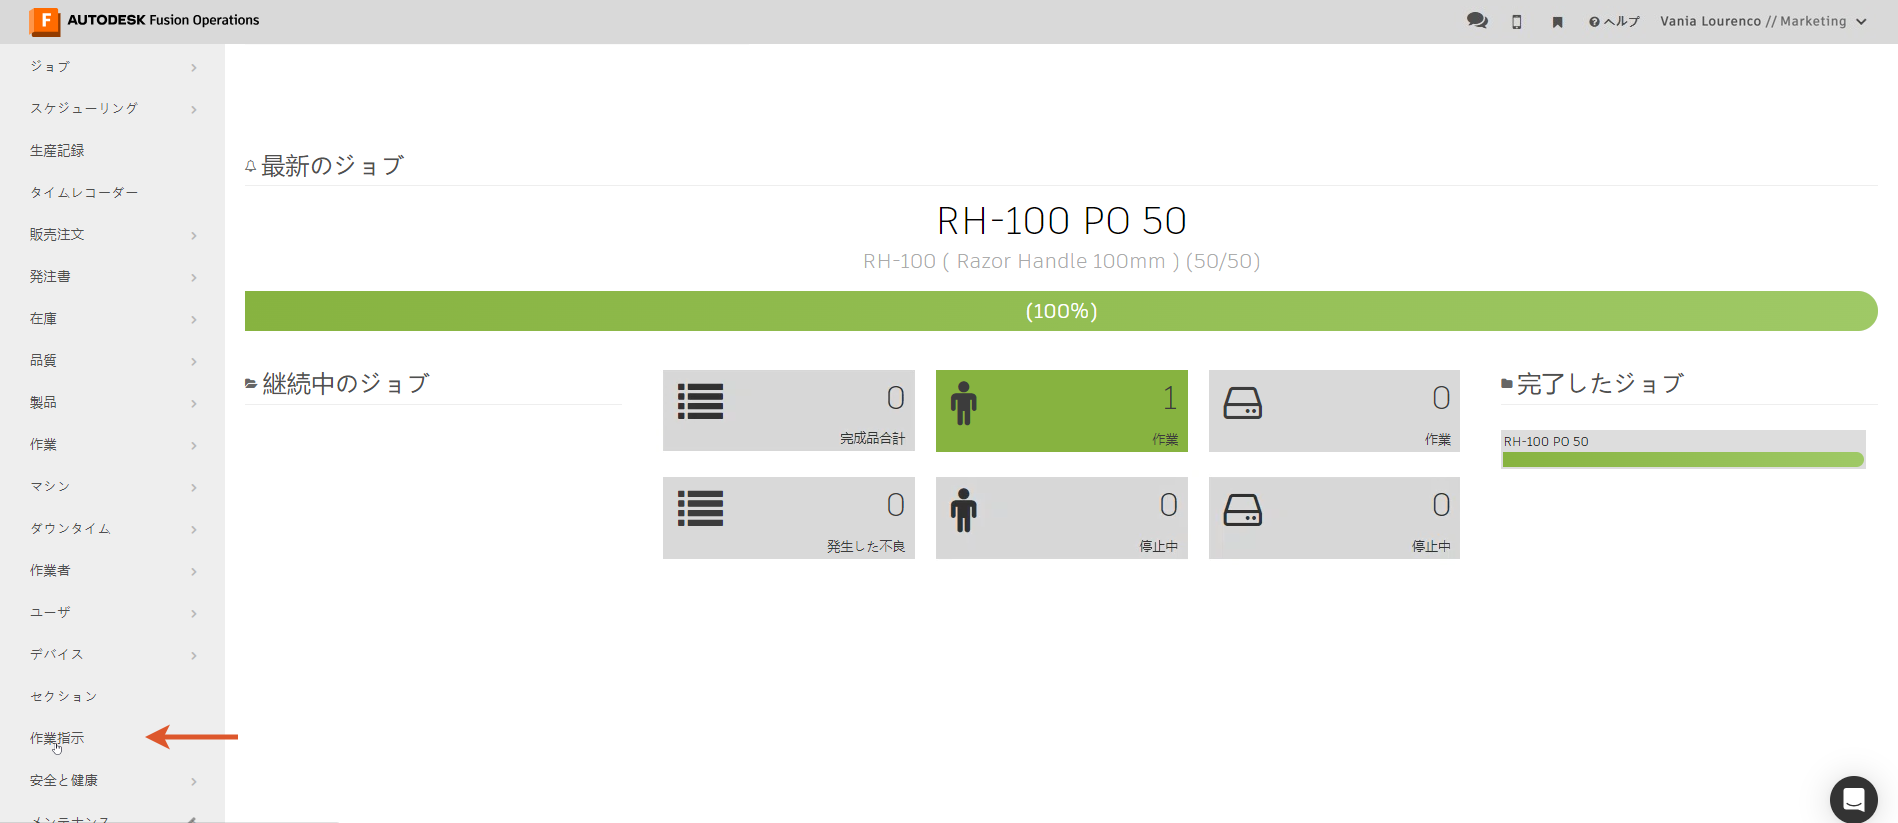 F AUTODESK Fusion Operations
ヘルプ
Vania Lourenco // Marketing
ジョブ
スケジューリング
生産記録
タイムレコーダー
販売注文
発注書
在庫
品質
製品
作業
マシン
ダウンタイム
作業者
ユーザ
デバイス
セクション
作業指示
安全と健康
メンテナンス
最新のジョブ
RH-100 PO 50
RH-100 ( Razor Handle 100mm ) (50/50)
(100%)
継続中のジョブ
0
完成品合計
1
作業
0
作業
0
発生した不良
0
停止中
0
停止中
完了したジョブ
RH-100 PO 50